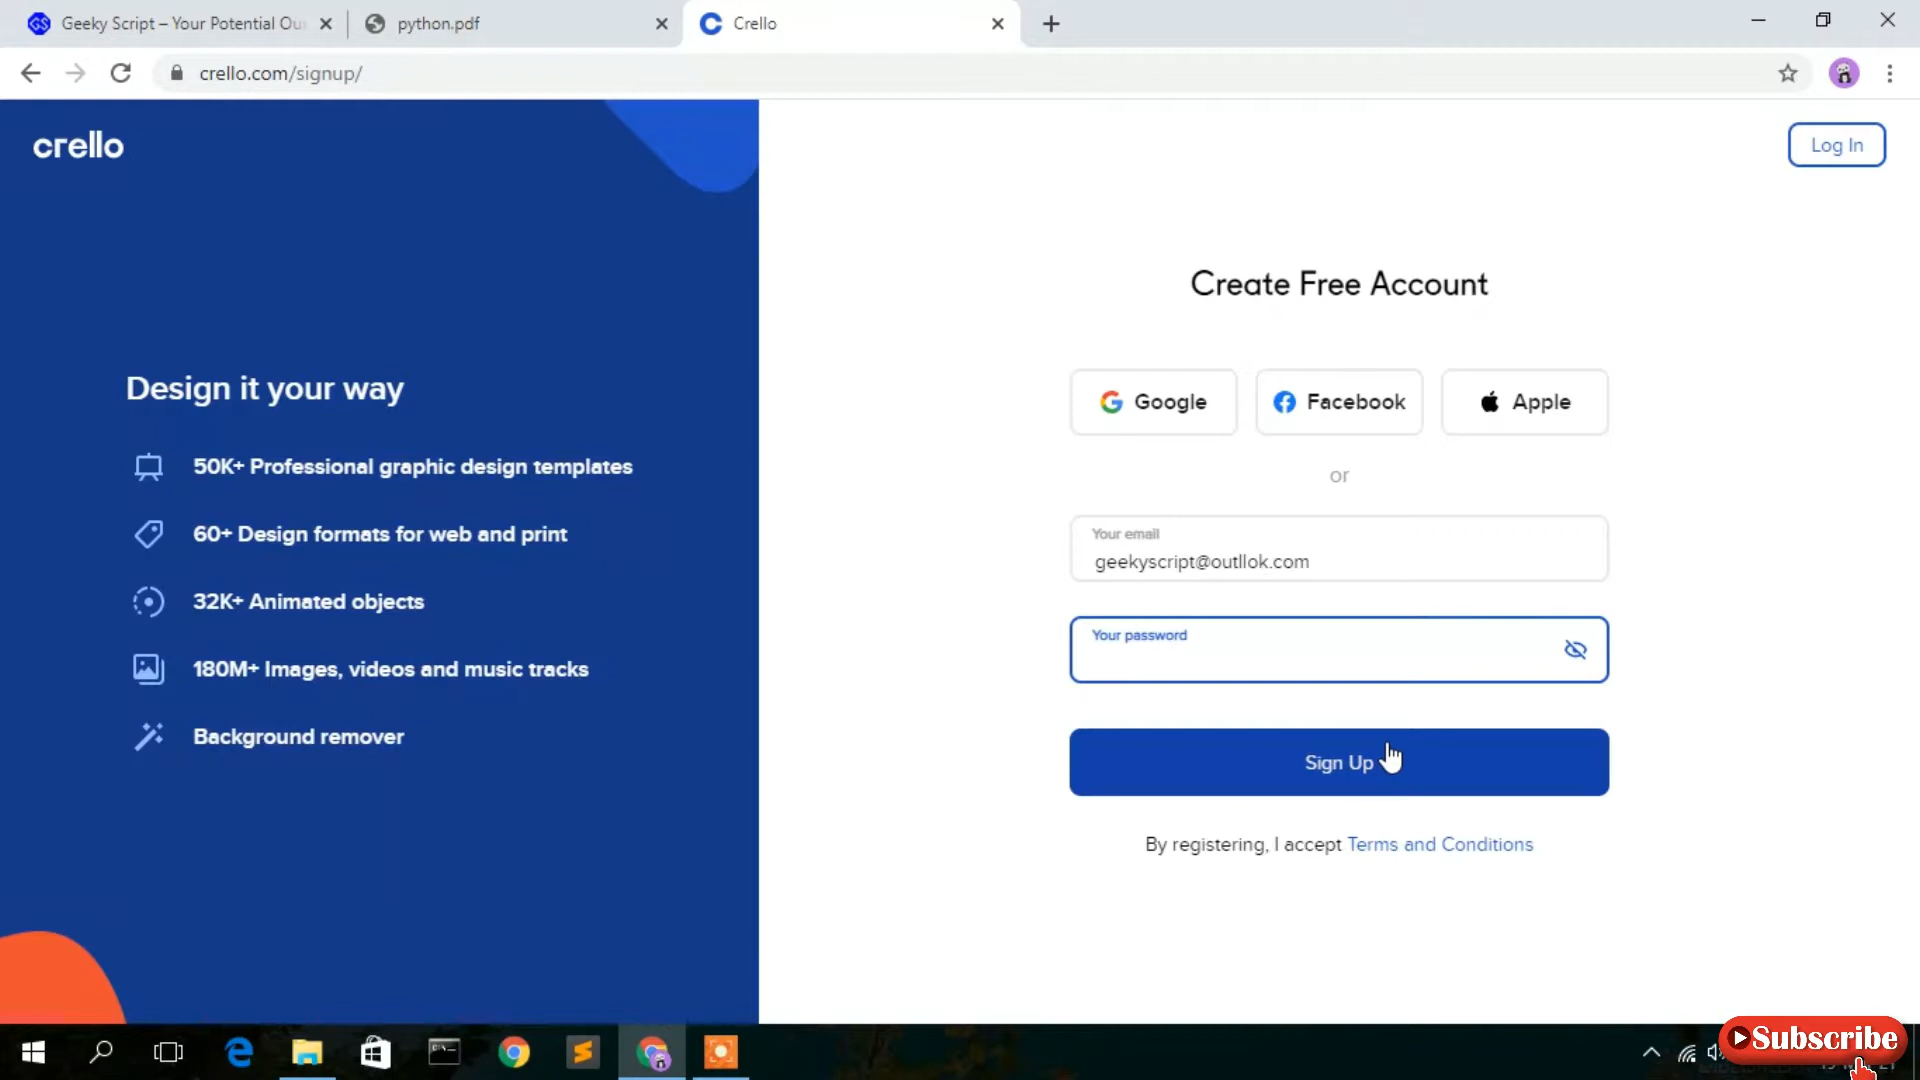 Geeky Script – Your Potential Ou
python.pdf
Crello
crello.com/signup/
crello
Log In
Create Free Account
Google
Facebook
Apple
or
Design it your way
50K+ Professional graphic design templates
60+ Design formats for web and print
32K+ Animated objects
180M+ Images, videos and music tracks
Background remover
Your email
geekyscript@outllok.com
Your password
Sign Up
By registering, I accept Terms and Conditions
Subscribe